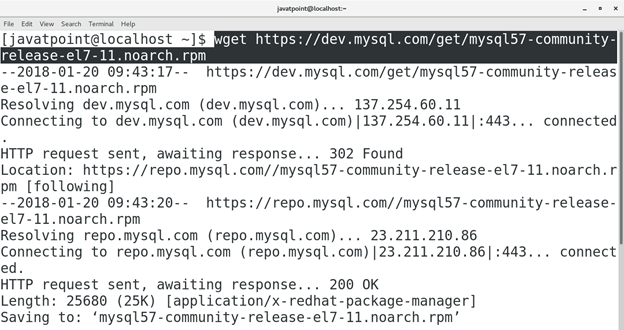 javatpoint@localhost:~
File Edit View Search Terminal Help
[javatpoint@localhost ~]$ wget https://dev.mysql.com/get/mysql57-community-
release-el7-11.noarch.rpm
--2018-01-20 09:43:17--  https://dev.mysql.com/get/mysql57-community-releas
e-el7-11.noarch.rpm
Resolving dev.mysql.com (dev.mysql.com)... 137.254.60.11
Connecting to dev.mysql.com (dev.mysql.com)|137.254.60.11|:443... connected
.
HTTP request sent, awaiting response... 302 Found
Location: https://repo.mysql.com//mysql57-community-release-el7-11.noarch.r
pm [following]
--2018-01-20 09:43:20--  https://repo.mysql.com//mysql57-community-release-
el7-11.noarch.rpm
Resolving repo.mysql.com (repo.mysql.com)... 23.211.210.86
Connecting to repo.mysql.com (repo.mysql.com)|23.211.210.86|:443... connect
ed.
HTTP request sent, awaiting response... 200 OK
Length: 25680 (25K) [application/x-redhat-package-manager]
Saving to: ‘mysql57-community-release-el7-11.noarch.rpm’